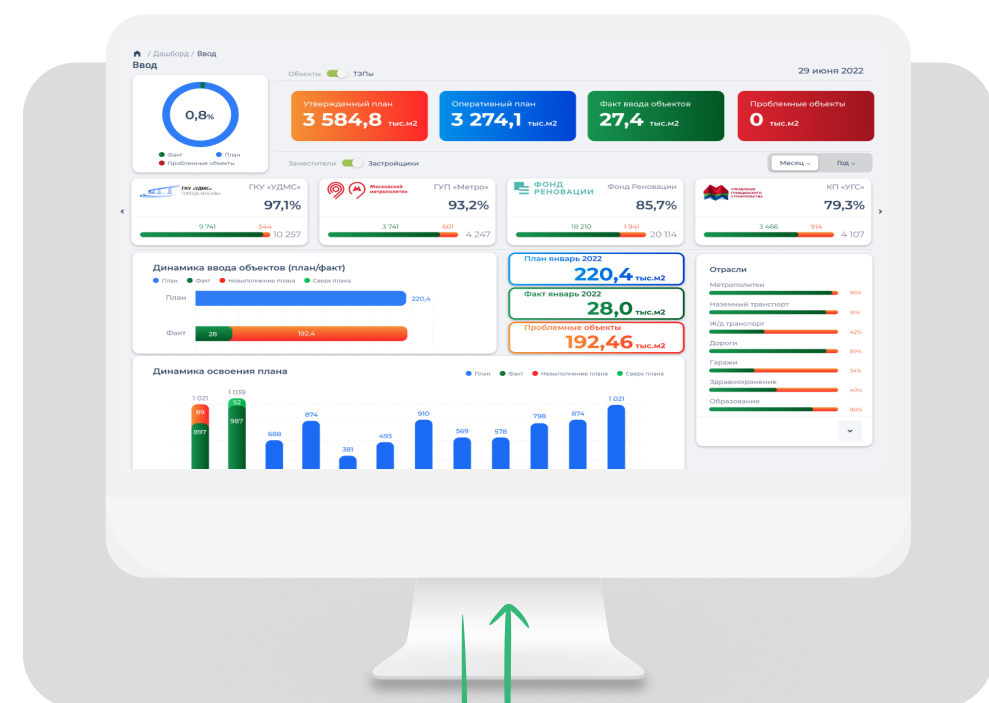 / Дашборд / Ввод
Ввод
29 июня 2022
Объекты ТЭПы
0,8%
Факт План
Проблемные объекты
Утвержденный план
3 584,8 тыс.м2
Оперативный план
3 274,1 тыс.м2
Факт ввода объектов
27,4 тыс.м2
Проблемные объекты
0 тыс.м2
Заместители Застройщики
Месяц Год
ГКУ «УДМС»
ГОРОДА МОСКВЫ
ГКУ «УДМС»
97,1%
9 741 544
10 257
Московский
метрополитен
ГУП «Метро»
93,2%
3 741 601
4 247
ФОНД
РЕНОВАЦИИ
Фонд Реновации
85,7%
18 210 1 941
20 114
УПРАВЛЕНИЕ
ГРАЖДАНСКОГО
СТРОИТЕЛЬСТВА
КП «УГС»
79,3%
3 466 914
4 107
Динамика ввода объектов (план/факт)
План Факт Невыполнение плана Сверх плана
План 220,4
Факт 28 192,4
План январь 2022
220,4 тыс.м2
Факт январь 2022
28,0 тыс.м2
Проблемные объекты
192,46 тыс.м2
Отрасли
Метрополитен
96%
Наземный транспорт
91%
Ж/д транспорт
42%
Дороги
89%
Гаражи
34%
Здравоохранение
49%
Образование
80%
Динамика освоения плана
План Факт Невыполнение плана Сверх плана
1 021 1 039 688 874 381 493 910 569 578 798 874 1 021
89 52
897 987